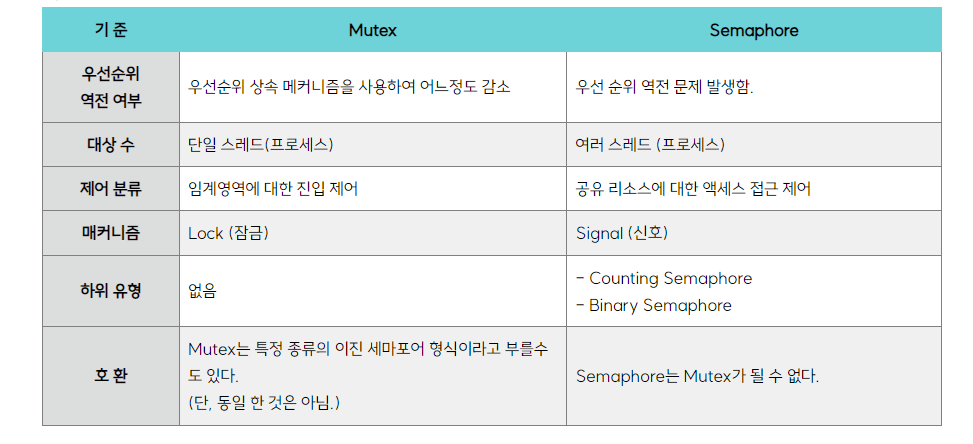 기 준 Mutex Semaphore
우선순위
역전 여부
우선순위 상속 메커니즘을 사용하여 어느정도 감소
우선 순위 역전 문제 발생함.
대상 수 단일 스레드(프로세스) 여러 스레드 (프로세스)
제어 분류 임계영역에 대한 진입 제어 공유 리소스에 대한 액세스 접근 제어
매커니즘 Lock (잠금) Signal (신호)
하위 유형 없음
- Counting Semaphore
- Binary Semaphore
호 환
Mutex는 특정 종류의 이진 세마포어 형식이라고 부를수
도 있다.
(단, 동일 한 것은 아님.)
Semaphore는 Mutex가 될 수 없다.